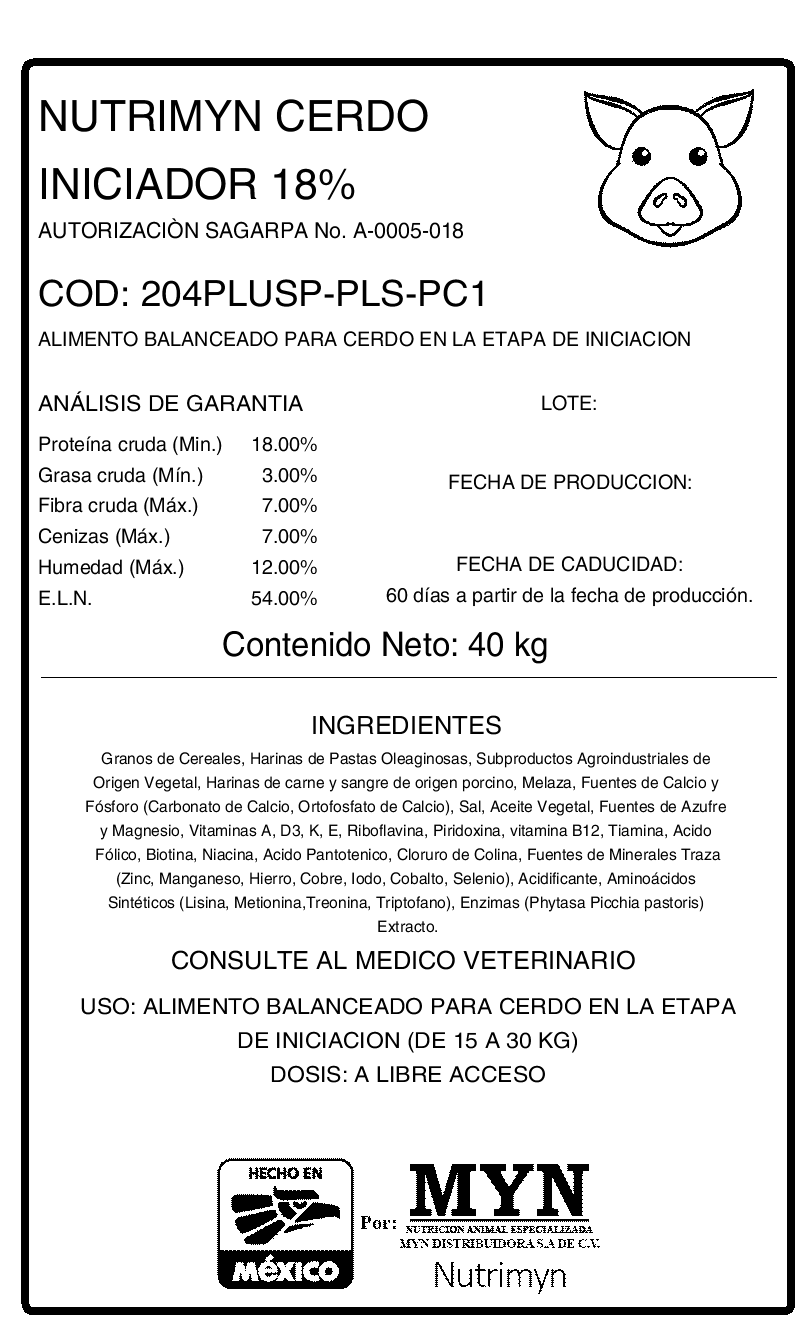 NUTRIMYN CERDO
INICIADOR 18%
AUTORIZACIÒN SAGARPA No. A-0005-018
COD: 204PLUSP-PLS-PC1
ALIMENTO BALANCEADO PARA CERDO EN LA ETAPA DE INICIACION
ANÁLISIS DE GARANTIA
Proteína cruda (Min.) 18.00%
Grasa cruda (Mín.) 3.00%
Fibra cruda (Máx.) 7.00%
Cenizas (Máx.) 7.00%
Humedad (Máx.) 12.00%
E.L.N. 54.00%
LOTE:
FECHA DE PRODUCCION:
FECHA DE CADUCIDAD:
60 días a partir de la fecha de producción.
Contenido Neto: 40 kg
INGREDIENTES
Granos de Cereales, Harinas de Pastas Oleaginosas, Subproductos Agroindustriales de
Origen Vegetal, Harinas de carne y sangre de origen porcino, Melaza, Fuentes de Calcio y
Fósforo (Carbonato de Calcio, Ortofosfato de Calcio), Sal, Aceite Vegetal, Fuentes de Azufre
y Magnesio, Vitaminas A, D3, K, E, Riboflavina, Piridoxina, vitamina B12, Tiamina, Acido
Fólico, Biotina, Niacina, Acido Pantotenico, Cloruro de Colina, Fuentes de Minerales Traza
(Zinc, Manganeso, Hierro, Cobre, Iodo, Cobalto, Selenio), Acidificante, Aminoácidos
Sintéticos (Lisina, Metionina,Treonina, Triptofano), Enzimas (Phytasa Picchia pastoris)
Extracto.
CONSULTE AL MEDICO VETERINARIO
USO: ALIMENTO BALANCEADO PARA CERDO EN LA ETAPA
DE INICIACION (DE 15 A 30 KG)
DOSIS: A LIBRE ACCESO
HECHO EN
MÉXICO
Por:
MYN
NUTRICION ANIMAL ESPECIALIZADA
MYN DISTRIBUIDORA S.A DE C.V.
Nutrimyn